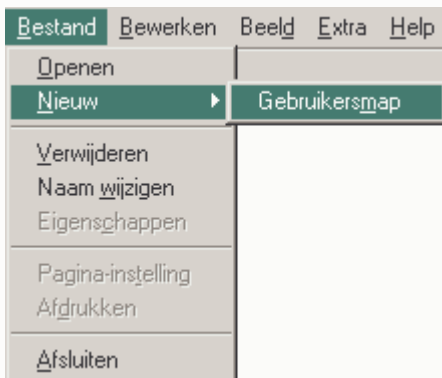 Bestand Bewerken Beeld Extra Help
Openen
Nieuw Gebruikersmap
Verwijderen
Naam wijzigen
Eigenschappen
Pagina-instelling
Afdrukken
Afsluiten